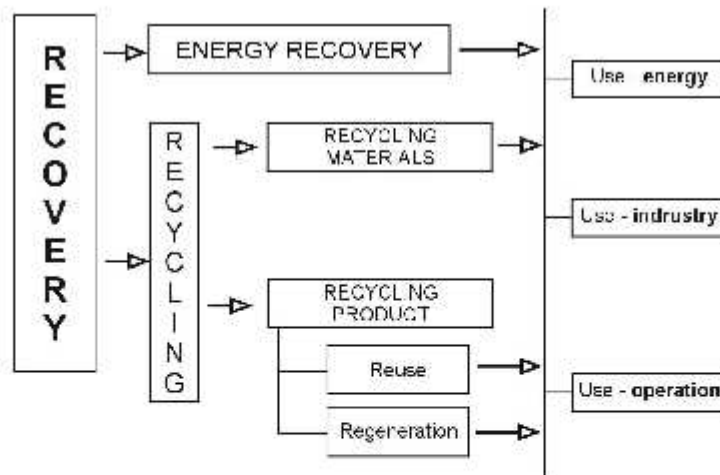 RECOVERY
ENERGY RECOVERY
Use - energy
RECYCLING
RECYCLING
MATERIALS
Use - indrustry
RECYCLING
PRODUCT
Reuse
Use - operation
Regeneration